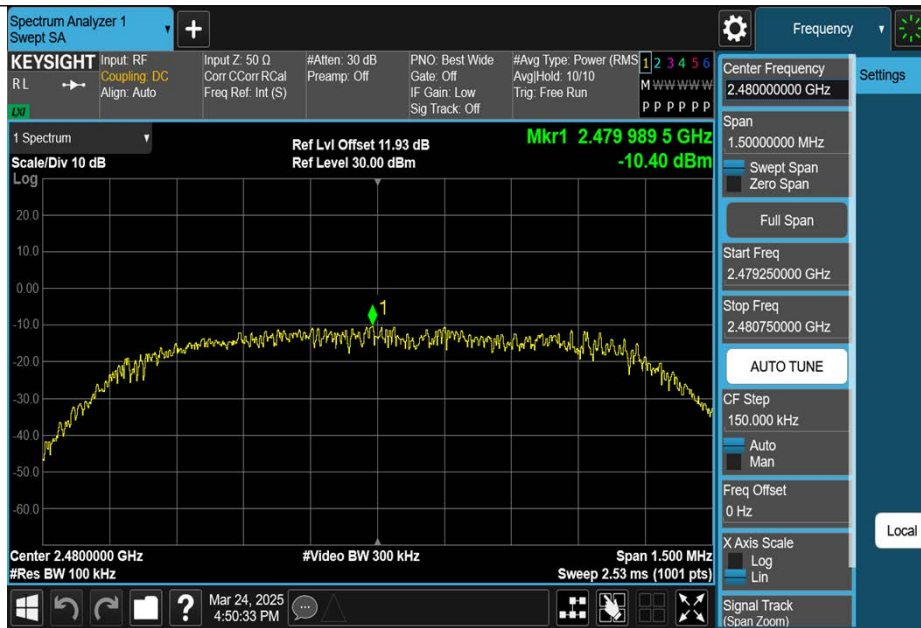 Spectrum Analyzer 1
Swept SA
Frequency
KEYSIGHT
R L
LXI
Input: RF
Coupling: DC
Align: Auto
Input Z: 50 Ω
Corr CCorr RCal
Freq Ref: Int (S)
#Atten: 30 dB
Preamp: Off
PNO: Best Wide
Gate: Off
IF Gain: Low
Sig Track: Off
#Avg Type: Power (RMS
Avg|Hold: 10/10
Trig: Free Run
1 2 3 4 5 6
M W W W W W
P P P P P P
1 Spectrum
Scale/Div 10 dB
Log
Ref Lvl Offset 11.93 dB
Ref Level 30.00 dBm
Mkr1 2.479 989 5 GHz
-10.40 dBm
20.0
10.0
0.00
-10.0
-20.0
-30.0
-40.0
-50.0
-60.0
1
Center 2.4800000 GHz
#Res BW 100 kHz
#Video BW 300 kHz
Span 1.500 MHz
Sweep 2.53 ms (1001 pts)
Center Frequency
2.480000000 GHz
Span
1.50000000 MHz
Swept Span
Zero Span
Full Span
Start Freq
2.479250000 GHz
Stop Freq
2.480750000 GHz
AUTO TUNE
CF Step
150.000 kHz
Auto
Man
Freq Offset
0 Hz
X Axis Scale
Log
Lin
Signal Track
(Span Zoom)
Settings
Local
?
Mar 24, 2025
4:50:33 PM